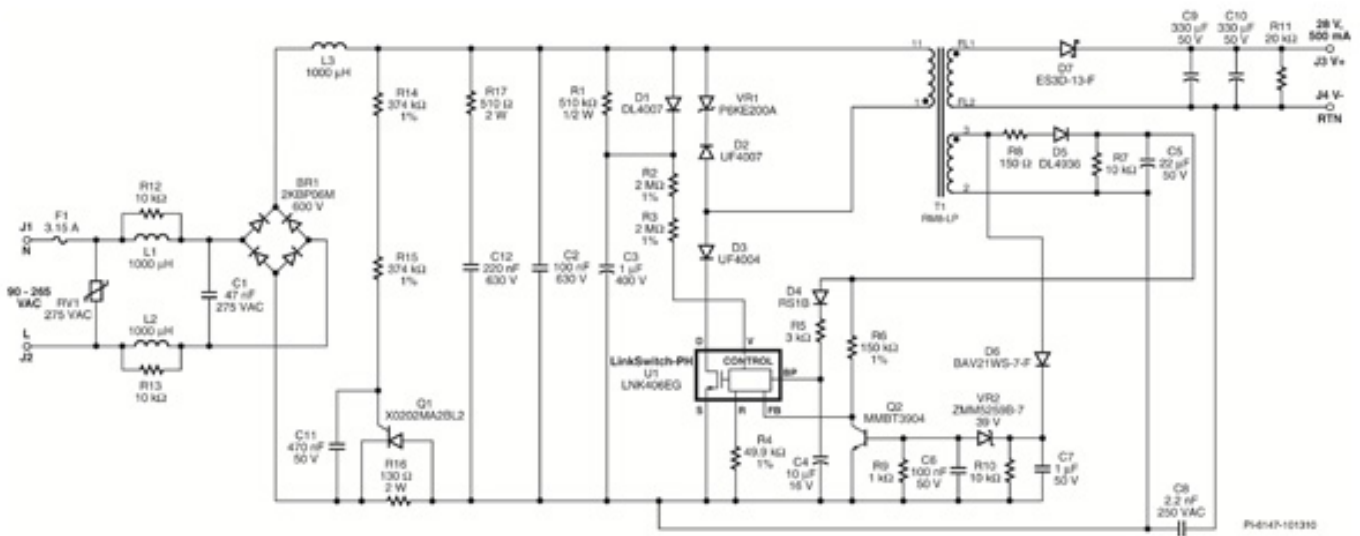 L3
1000 µH
R14
374 kΩ
1%
R17
510 Ω
2 W
R1
510 kΩ
1/2 W
D1
DL4007
VR1
P6KE200A
D2
UF4007
11
1
FL1
FL2
D7
ES3D-13-F
C9
330 µF
50 V
C10
330 µF
50 V
R11
20 kΩ
28 V,
500 mA
J3 V+
J4 V-
RTN
3
2
T1
RM8-LP
R8
150 Ω
D5
DL4936
R7
10 kΩ
C5
22 µF
50 V
R2
2 MΩ
1%
R3
2 MΩ
1%
BR1
2KBP06M
600 V
R12
10 kΩ
F1
3.15 A
J1
N
L1
1000 µH
90 - 265
VAC
RV1
275 VAC
C1
47 nF
275 VAC
L
J2
L2
1000 µH
R13
10 kΩ
R15
374 kΩ
1%
C12
220 nF
630 V
C2
100 nF
630 V
C3
1 µF
400 V
D3
UF4004
D4
RS1B
R5
3 kΩ
R6
150 kΩ
1%
D6
BAV21WS-7-F
LinkSwitch-PH
U1
LNK406EG
D
V
CONTROL
BP
S
R
FB
Q2
MMBT3904
VR2
ZMM5259B-7
39 V
Q1
X0202MA2BL2
C11
470 nF
50 V
R16
130 Ω
2 W
R4
49.9 kΩ
1%
C4
10 µF
16 V
R9
1 kΩ
C6
100 nF
50 V
R10
10 kΩ
C7
1 µF
50 V
C8
2.2 nF
250 VAC
PI-6147-101310